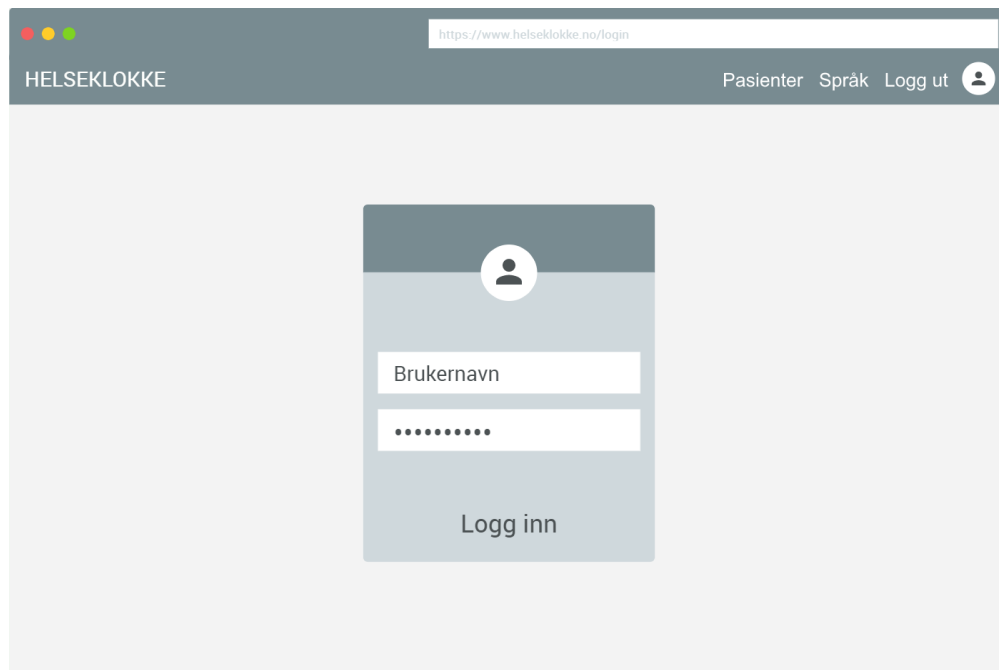 https://www.helseklokke.no/login
HELSEKLOKKE
Pasienter Språk Logg ut
Brukernavn
••••••••••
Logg inn